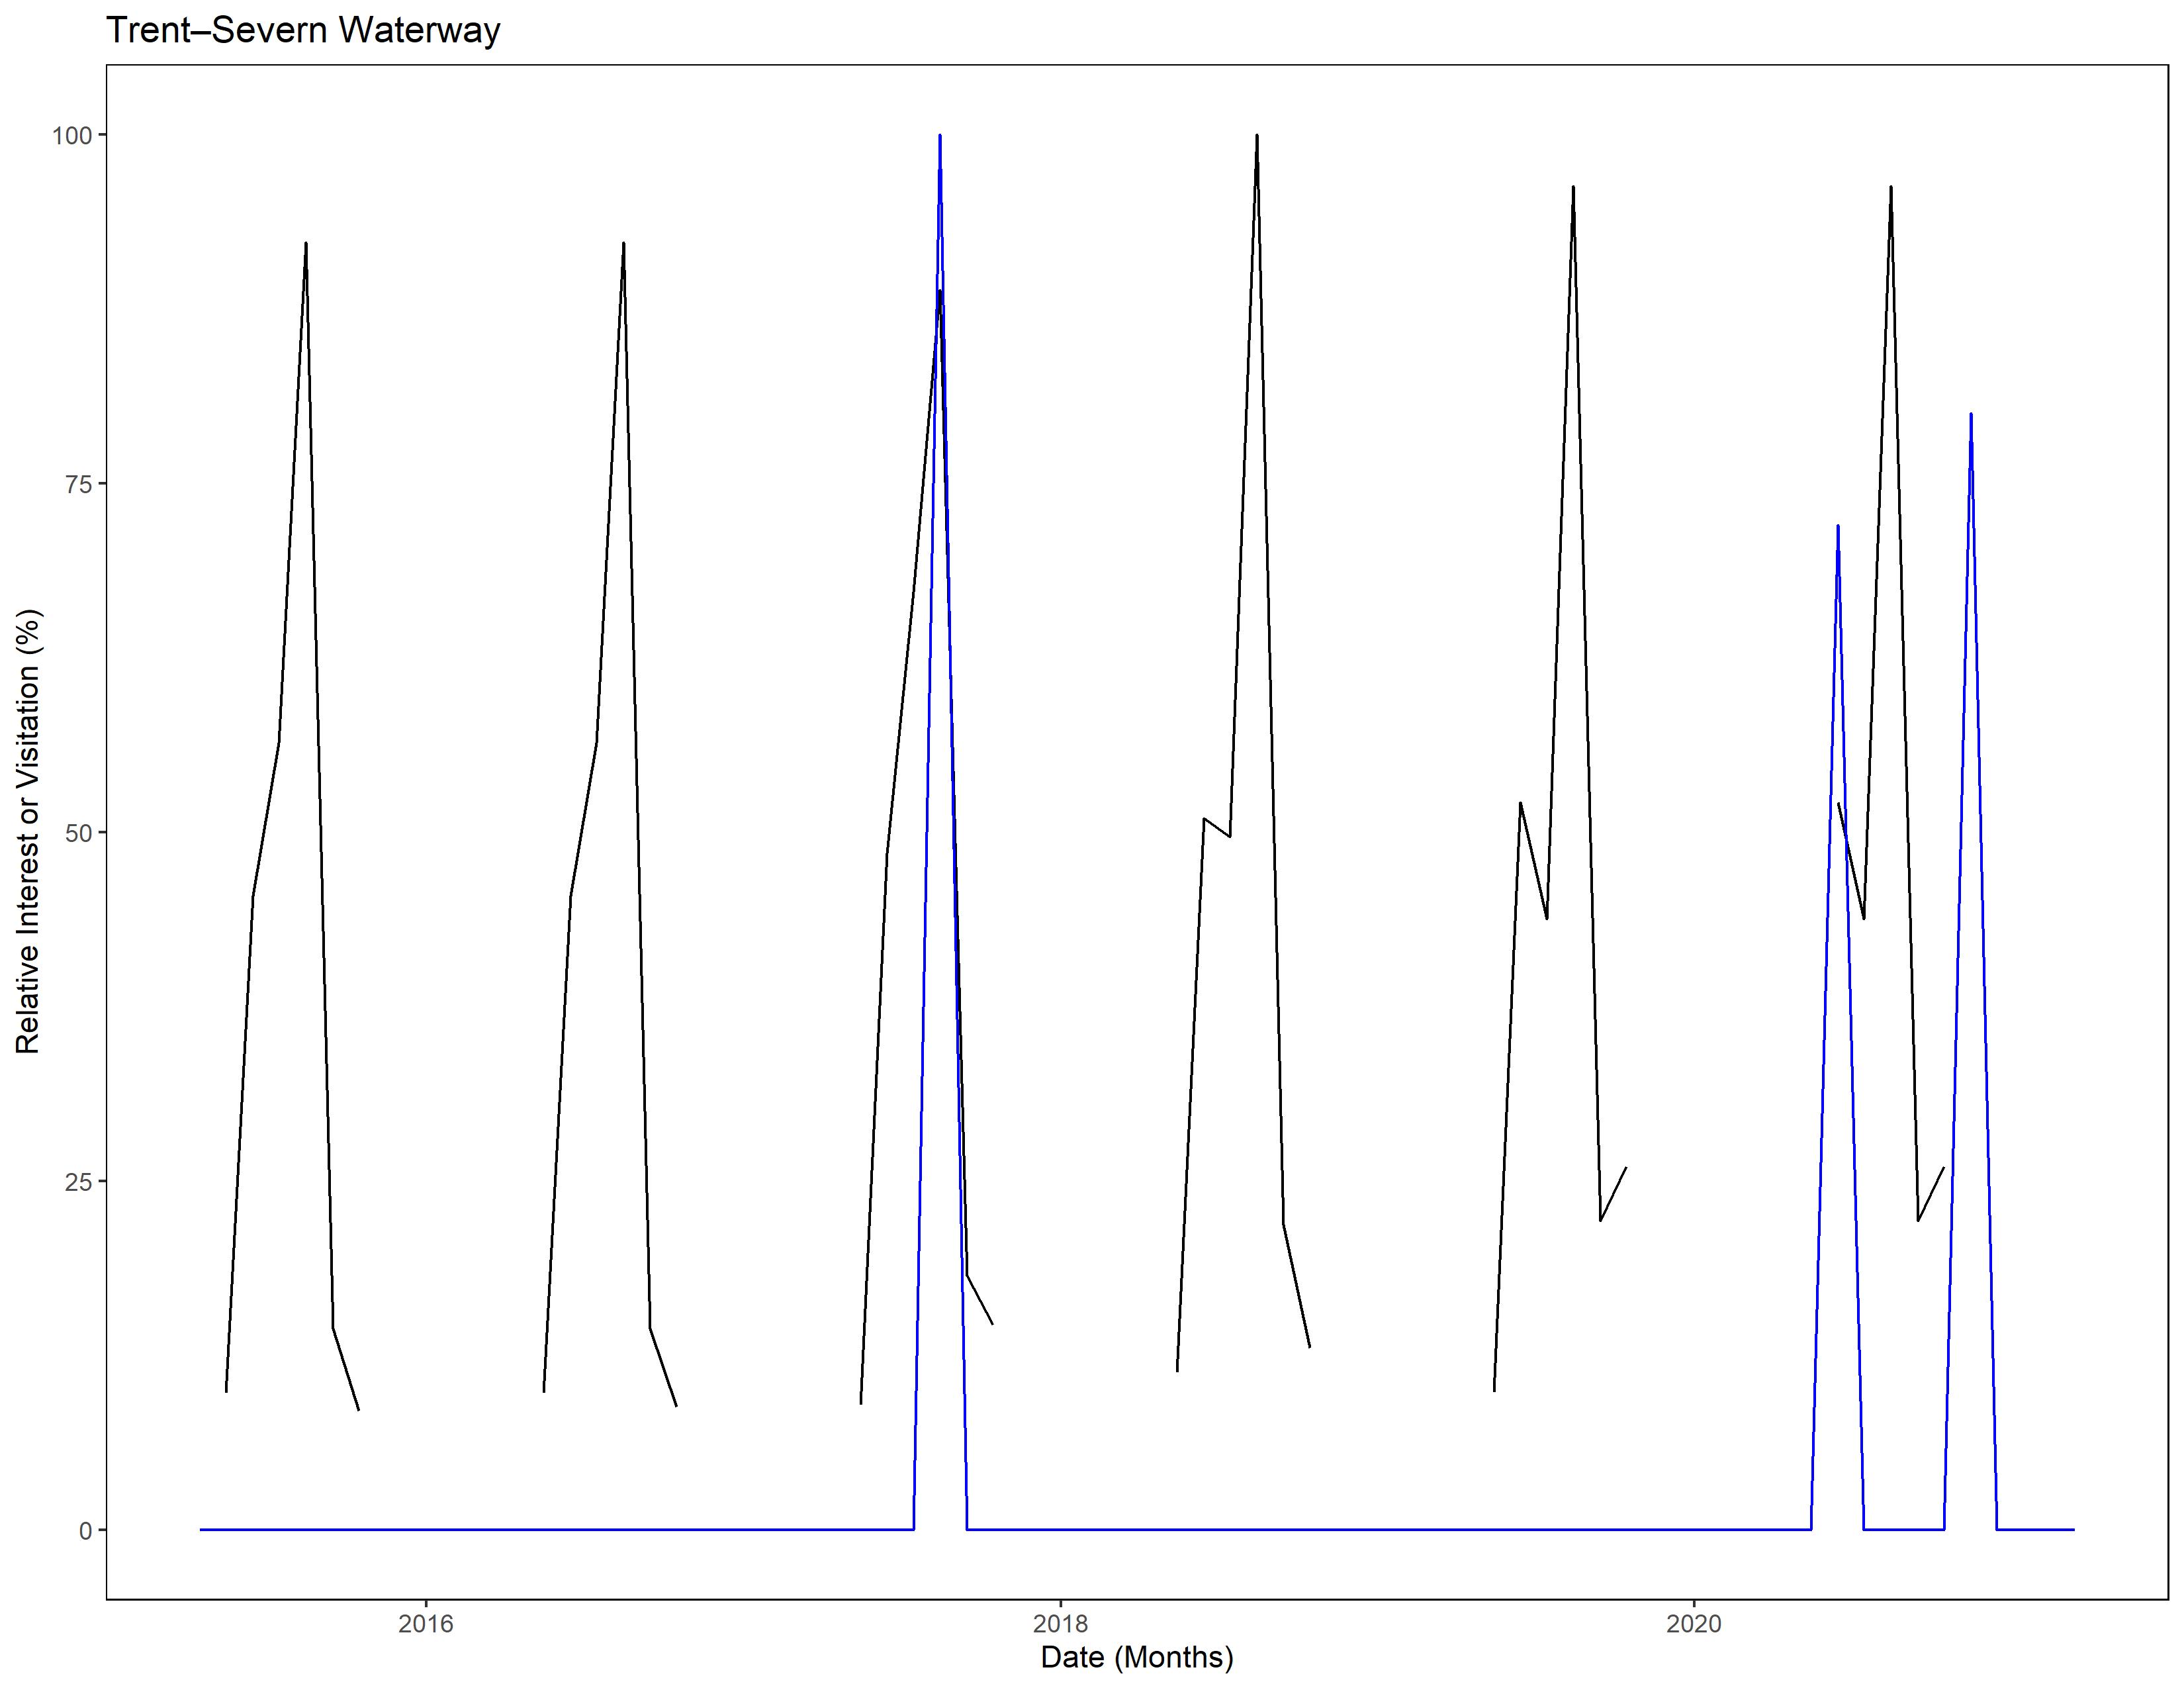 Trent–Severn Waterway
Relative Interest or Visitation (%)
100
75
50
25
0
2016 2018 2020
Date (Months)